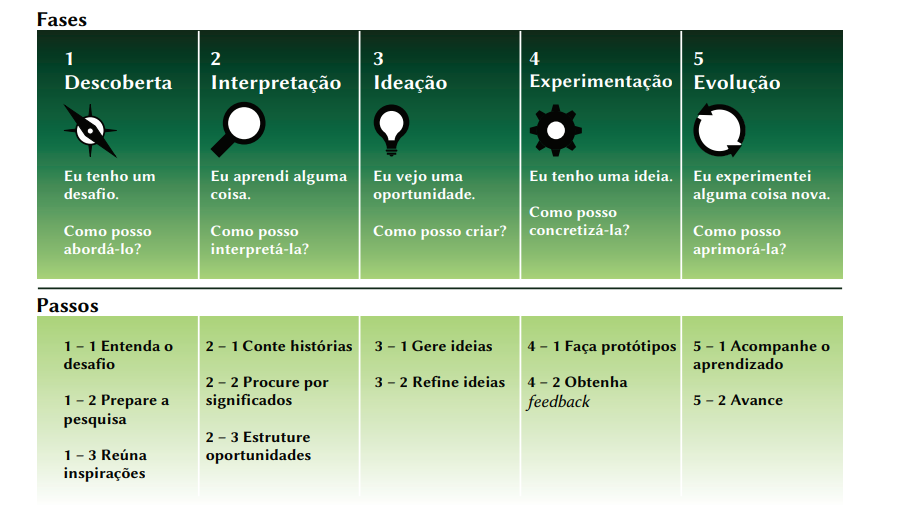 Fases
1
Descoberta
Eu tenho um
desafio.
Como posso
abordá-lo?
2
Interpretação
Eu aprendi alguma
coisa.
Como posso
interpretá-la?
3
Ideação
Eu vejo uma
oportunidade.
Como posso criar?
4
Experimentação
Eu tenho uma ideia.
Como posso
concretizá-la?
5
Evolução
Eu experimentei
alguma coisa nova.
Como posso
aprimorá-la?
Passos
1 – 1 Entenda o
desafio
1 – 2 Prepare a
pesquisa
1 – 3 Reúna
inspirações
2 – 1 Conte histórias
2 – 2 Procure por
significados
2 – 3 Estruture
oportunidades
3 – 1 Gere ideias
3 – 2 Refine ideias
4 – 1 Faça protótipos
4 – 2 Obtenha
feedback
5 – 1 Acompanhe o
aprendizado
5 – 2 Avance